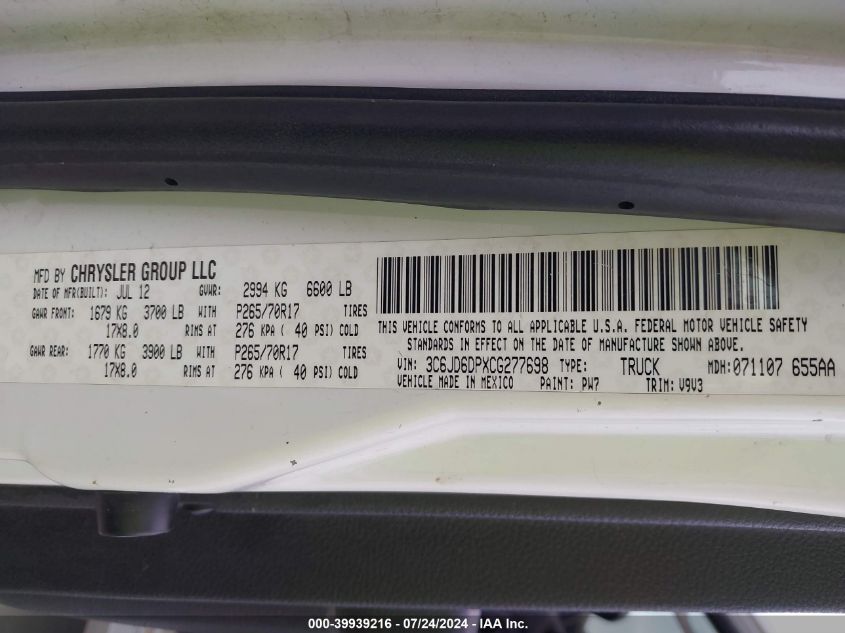 MFD BY CHRYSLER GROUP LLC
DATE OF MFR(BUILT): JUL 12 GVWR: 2994 KG 6600 LB
GAWR FRONT: 1679 KG 3700 LB WITH P265/70R17 TIRES
17X8.0 RIMS AT 276 KPA ( 40 PSI) COLD
GAWR REAR: 1770 KG 3900 LB WITH P265/70R17 TIRES
17X8.0 RIMS AT 276 KPA ( 40 PSI) COLD
THIS VEHICLE CONFORMS TO ALL APPLICABLE U.S.A. FEDERAL MOTOR VEHICLE SAFETY
STANDARDS IN EFFECT ON THE DATE OF MANUFACTURE SHOWN ABOVE.
VIN: 3C6JD6DPXCG277698 TYPE: TRUCK MDH:071107 655AA
VEHICLE MADE IN MEXICO PAINT: PW7 TRIM: V9V3
000-39939216 - 07/24/2024 - IAA Inc.